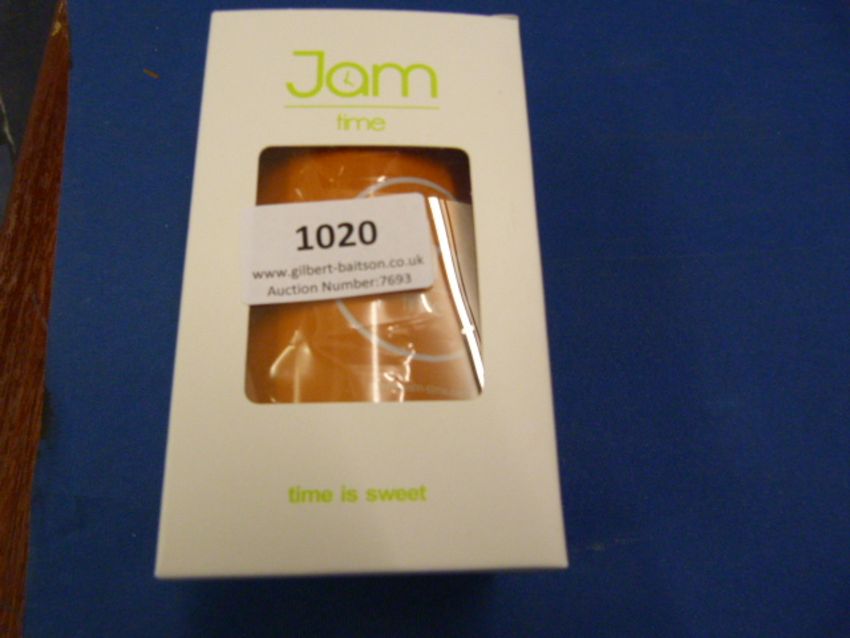 Jam
time
1020
www.gilbert-baitson.co.uk
Auction Number:7693
time is sweet